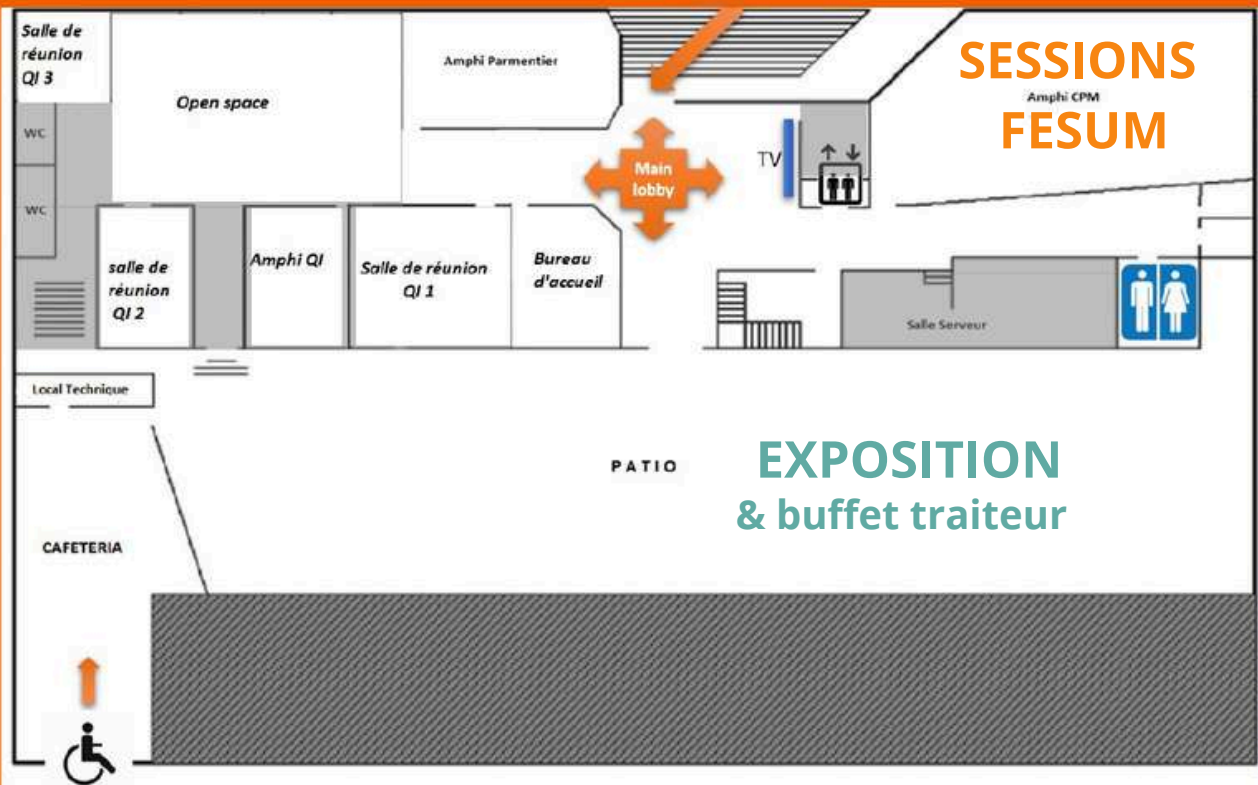 Salle de
réunion
QI 3
Open space
Amphi Parmentier
SESSIONS
Amphi CPM
FESUM
WC
WC
Main
lobby
TV
salle de
réunion
QI 2
Amphi QI
Salle de réunion
QI 1
Bureau
d'accueil
Salle Serveur
Local Technique
PATIO
EXPOSITION
& buffet traiteur
CAFETERIA